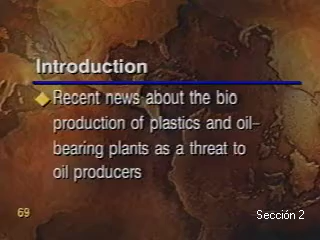 Introduction
Recent news about the bio
production of plastics and oil-
bearing plants as a threat to
oil producers
69
Sección 2